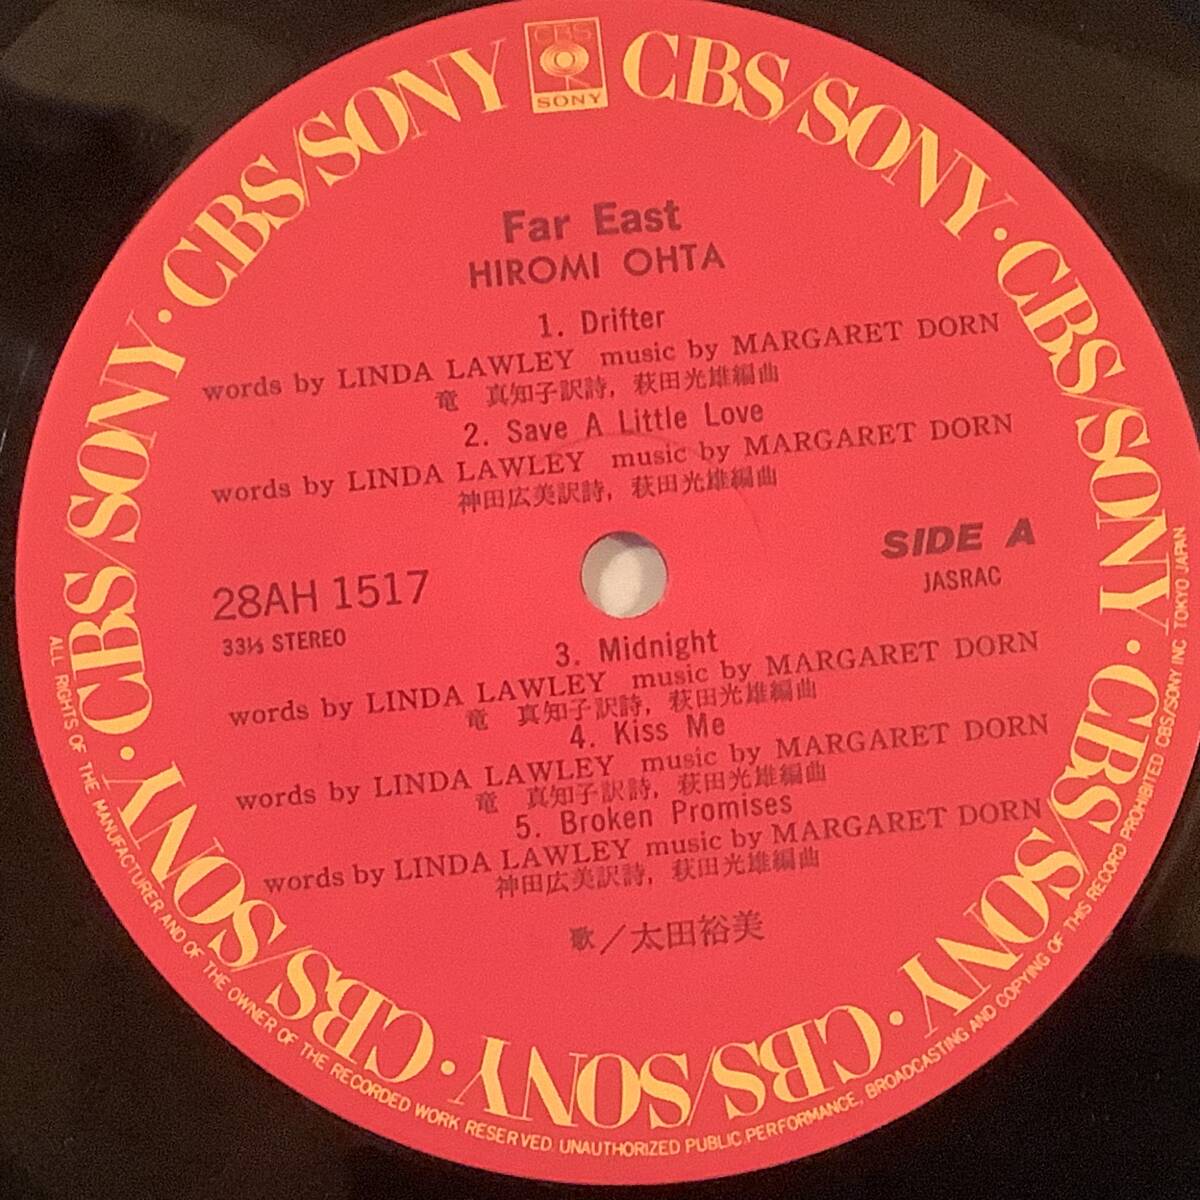 CBS
SONY
CBS/SONY · CBS/SONY · CBS/SONY · CBS/SONY · CBS/SONY · CBS/SONY · CBS/SONY · CBS/SONY
Far East
HIROMI OHTA
1. Drifter
words by LINDA LAWLEY music by MARGARET DORN
竜 真知子訳詩, 萩田光雄編曲
2. Save A Little Love
words by LINDA LAWLEY music by MARGARET DORN
神田広美訳詩, 萩田光雄編曲
SIDE A
JASRAC
28AH 1517
33⅓ STEREO
3. Midnight
words by LINDA LAWLEY music by MARGARET DORN
竜 真知子訳詩, 萩田光雄編曲
4. Kiss Me
words by LINDA LAWLEY music by MARGARET DORN
竜 真知子訳詩, 萩田光雄編曲
5. Broken Promises
words by LINDA LAWLEY music by MARGARET DORN
神田広美訳詩, 萩田光雄編曲
歌／太田裕美
ALL RIGHTS OF THE MANUFACTURER AND OF THE OWNER OF THE RECORDED WORK RESERVED. UNAUTHORIZED PUBLIC PERFORMANCE, BROADCASTING AND COPYING OF THIS RECORD PROHIBITED CBS/SONY INC TOKYO JAPAN